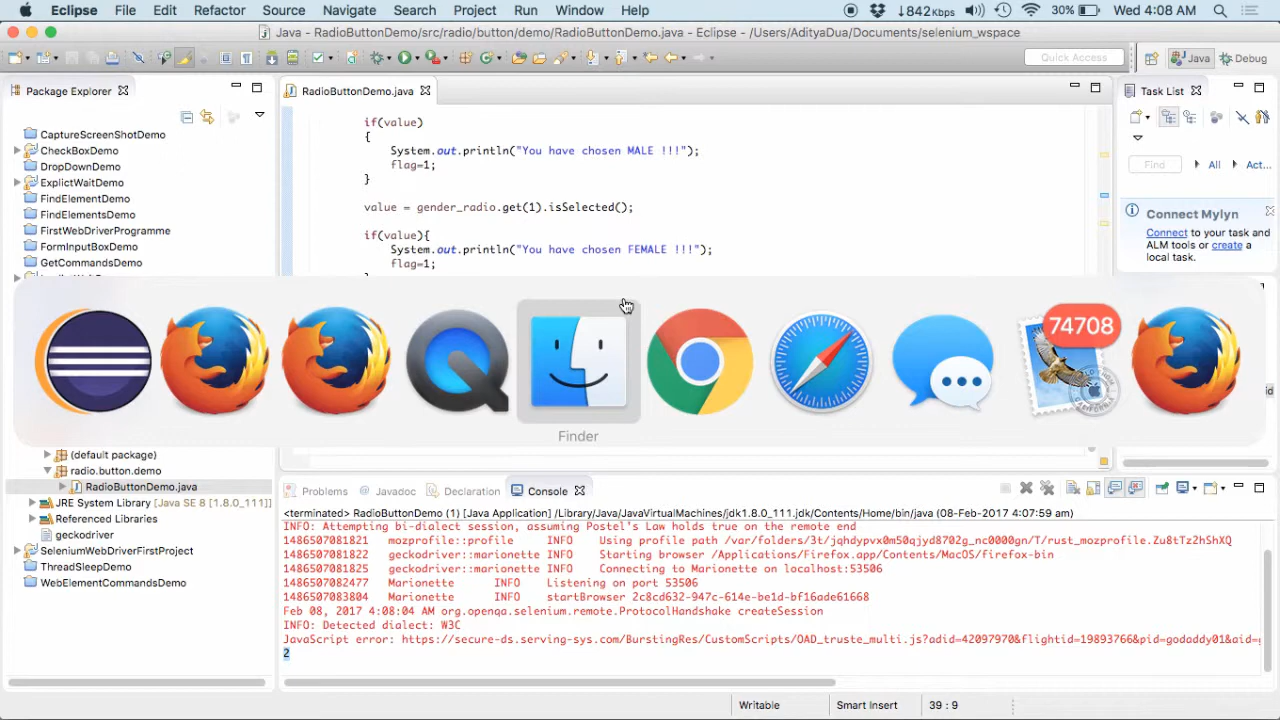 Eclipse File Edit Refactor Source Navigate Search Project Run Window Help 842Kbps 30% Wed 4:08 AM
Java - RadioButtonDemo/src/radio/button/demo/RadioButtonDemo.java - Eclipse - /Users/AdityaDua/Documents/selenium_wspace
Quick Access Java Debug
Package Explorer
RadioButtonDemo.java
Task List
CaptureScreenShotDemo
CheckBoxDemo
DropDownDemo
ExplictWaitDemo
FindElementDemo
FindElementsDemo
FirstWebDriverProgramme
FormInputBoxDemo
GetCommandsDemo
if(value)
{
System.out.println("You have chosen MALE !!!");
flag=1;
}
value = gender_radio.get(1).isSelected();
if(value){
System.out.println("You have chosen FEMALE !!!");
flag=1;
Find All Act...
Connect Mylyn
Connect to your task and
ALM tools or create a
local task.
74708
Finder
(default package)
radio.button.demo
RadioButtonDemo.java
JRE System Library [Java SE 8 [1.8.0_111]
Referenced Libraries
geckodriver
SeleniumWebDriverFirstProject
ThreadSleepDemo
WebElementCommandsDemo
Problems Javadoc Declaration Console
<terminated> RadioButtonDemo (1) [Java Application] /Library/Java/JavaVirtualMachines/jdk1.8.0_111.jdk/Contents/Home/bin/java (08-Feb-2017 4:07:59 am)
INFO: Attempting bi-dialect session, assuming Postel's Law holds true on the remote end
1486507081821 mozprofile::profile INFO Using profile path /var/folders/3t/jqhdypvx0m50qjyd8702g_nc0000gn/T/rust_mozprofile.Zu8tTz2hShXQ
1486507081822 geckodriver::marionette INFO Starting browser /Applications/Firefox.app/Contents/MacOS/firefox-bin
1486507081825 geckodriver::marionette INFO Connecting to Marionette on localhost:53506
1486507082477 Marionette INFO Listening on port 53506
1486507083804 Marionette INFO startBrowser 2c8cd632-947c-614e-be1d-bf16ade61668
Feb 08, 2017 4:08:04 AM org.openqa.selenium.remote.ProtocolHandshake createSession
INFO: Detected dialect: W3C
JavaScript error: https://secure-ds.serving-sys.com/BurstingRes/CustomScripts/OAD_truste_multi.js?adid=42097970&flightid=19893766&pid=godaddy01&aid=
2
Writable Smart Insert 39 : 9